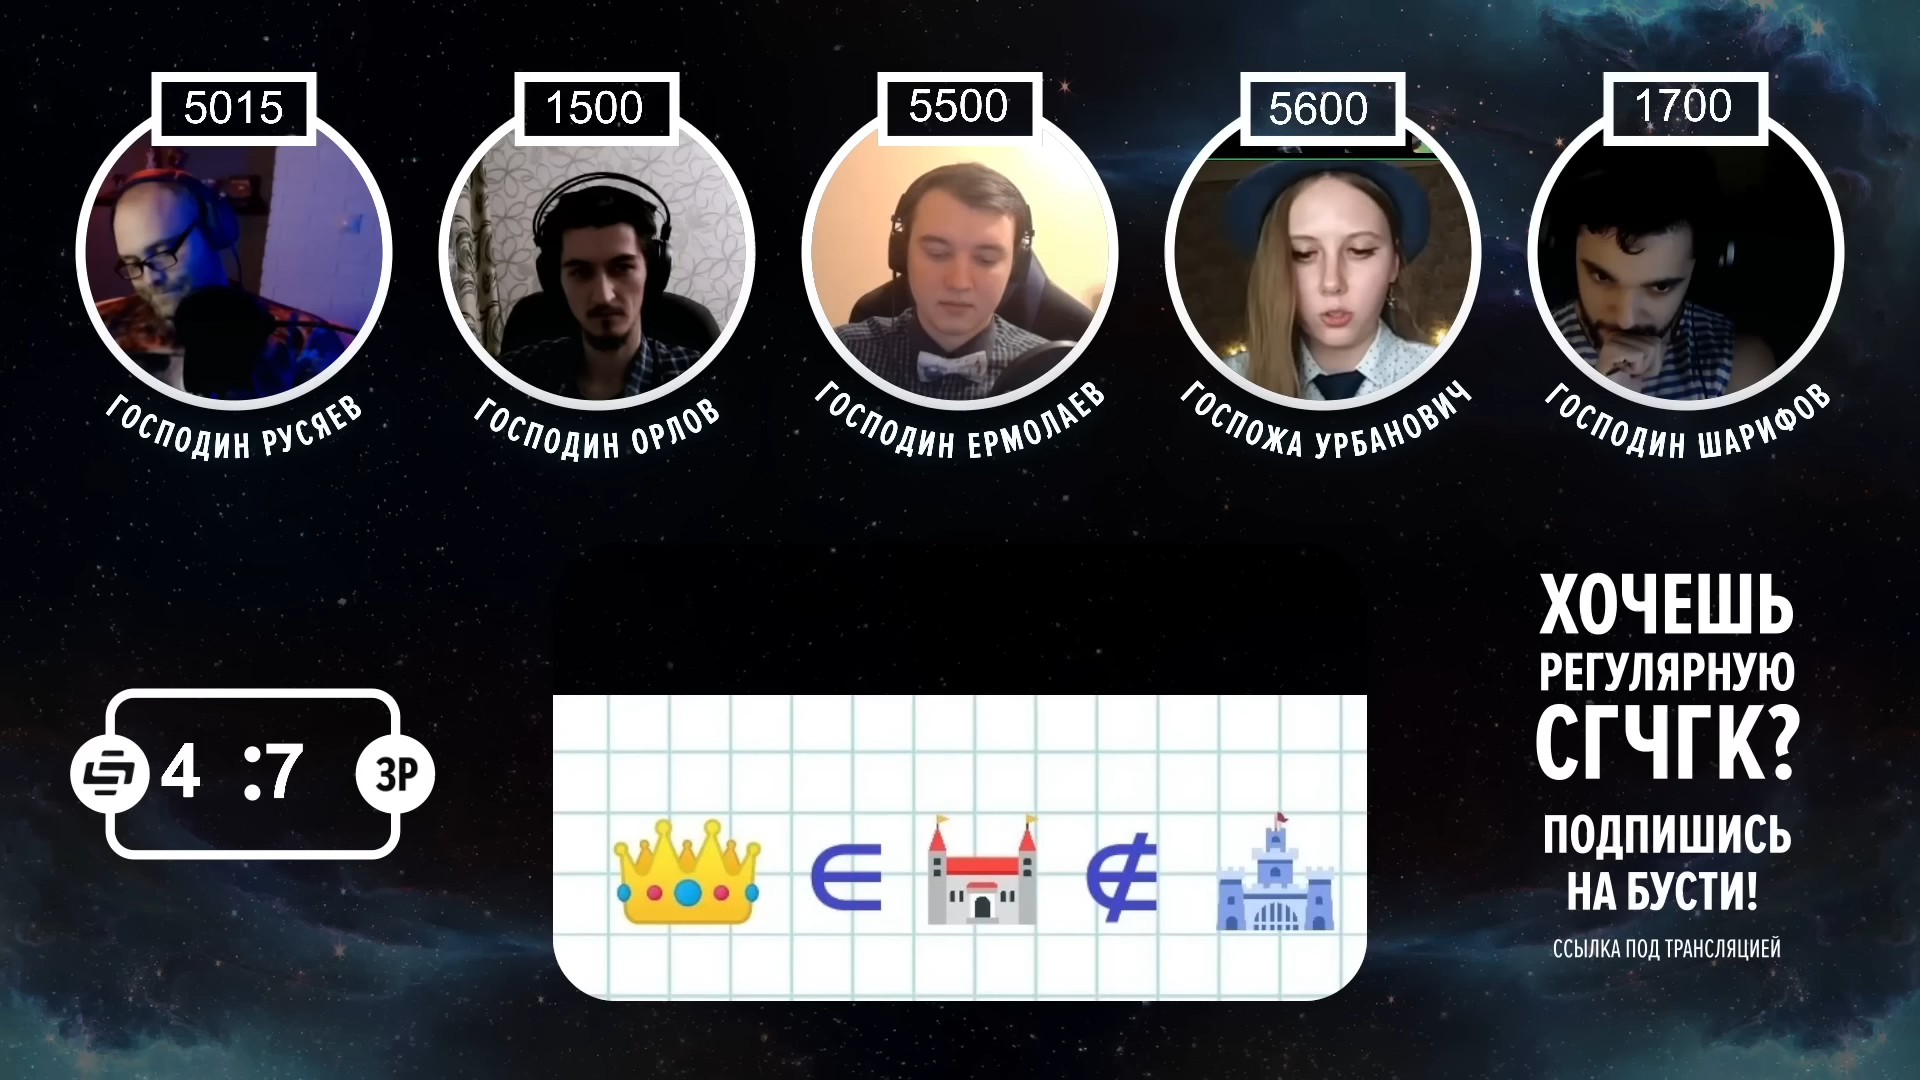 5015
1500
5500
5600
1700
ГОСПОДИН РУСЯЕВ
ГОСПОДИН ОРЛОВ
ГОСПОДИН ЕРМОЛАЕВ
ГОСПОЖА УРБАНОВИЧ
ГОСПОДИН ШАРИФОВ
4 :7 ЗР
∈ ∉
ХОЧЕШЬ
РЕГУЛЯРНУЮ
СГЧГК?
ПОДПИШИСЬ
НА БУСТИ!
ССЫЛКА ПОД ТРАНСЛЯЦИЕЙ